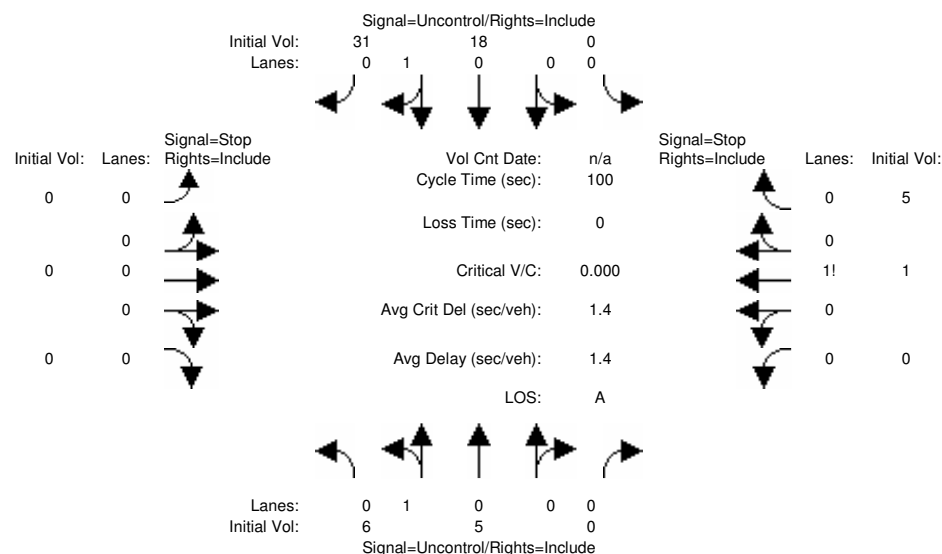 Signal=Uncontrol/Rights=Include
Initial Vol: 31 18 0
Lanes: 0 1 0 0 0
Signal=Stop Signal=Stop
Initial Vol: Lanes: Rights=Include Vol Cnt Date: n/a Rights=Include Lanes: Initial Vol:
Cycle Time (sec): 100
0 0 0 5
Loss Time (sec): 0
0 0
0 0 Critical V/C: 0.000 1! 1
0 Avg Crit Del (sec/veh): 1.4 0
0 0 Avg Delay (sec/veh): 1.4 0 0
LOS: A
Lanes: 0 1 0 0 0
Initial Vol: 6 5 0
Signal=Uncontrol/Rights=Include